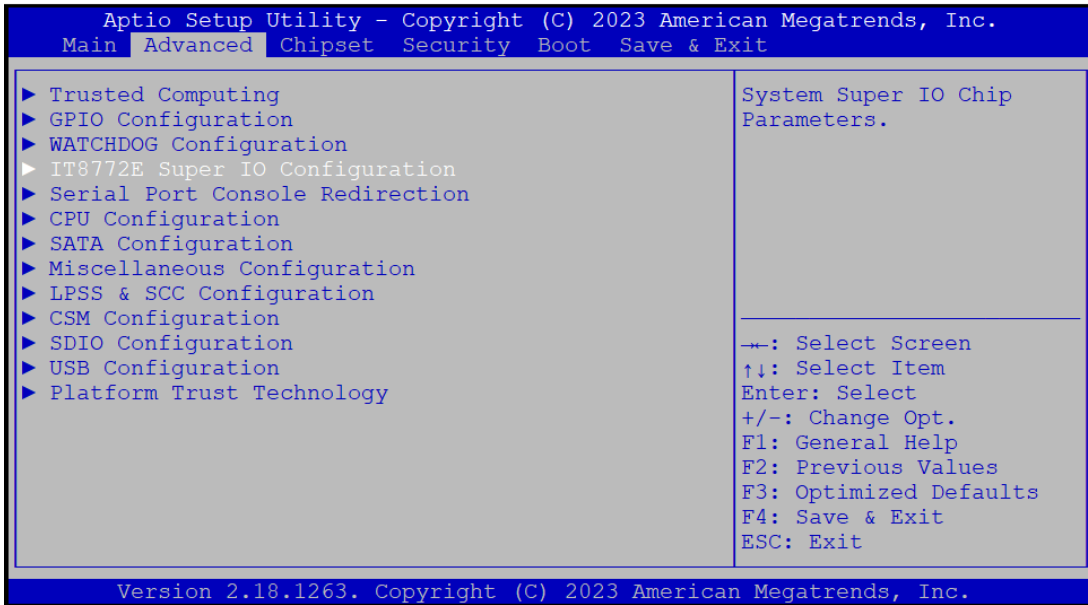 Aptio Setup Utility - Copyright (C) 2023 American Megatrends, Inc.
Main Advanced Chipset Security Boot Save & Exit
► Trusted Computing
► GPIO Configuration
► WATCHDOG Configuration
► IT8772E Super IO Configuration
► Serial Port Console Redirection
► CPU Configuration
► SATA Configuration
► Miscellaneous Configuration
► LPSS & SCC Configuration
► CSM Configuration
► SDIO Configuration
► USB Configuration
► Platform Trust Technology
System Super IO Chip
Parameters.
→←: Select Screen
↑↓: Select Item
Enter: Select
+/-: Change Opt.
F1: General Help
F2: Previous Values
F3: Optimized Defaults
F4: Save & Exit
ESC: Exit
Version 2.18.1263. Copyright (C) 2023 American Megatrends, Inc.